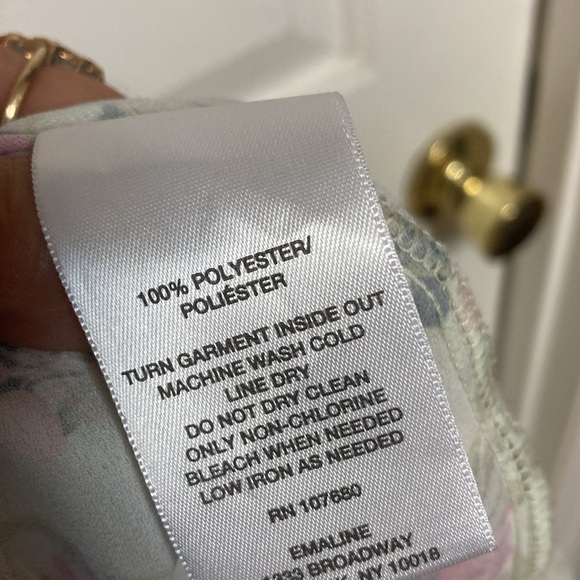 100% POLYESTER/
POLIÉSTER
TURN GARMENT INSIDE OUT
MACHINE WASH COLD
LINE DRY
DO NOT DRY CLEAN
ONLY NON-CHLORINE
BLEACH WHEN NEEDED
LOW IRON AS NEEDED
RN 107680
EMALINE
1333 BROADWAY
NY 10018